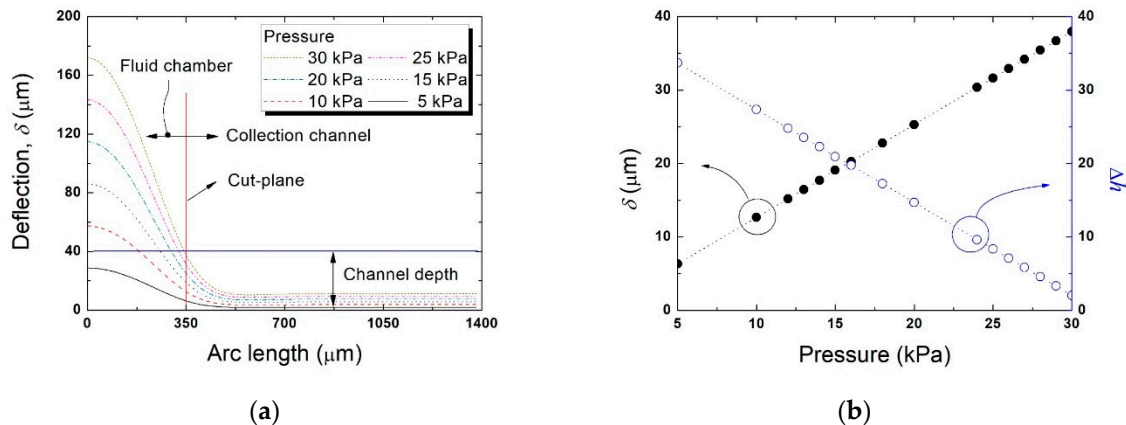 200
160
120
80
40
0
Deflection, δ (μm)
Fluid chamber
Pressure
30 kPa 25 kPa
20 kPa 15 kPa
10 kPa 5 kPa
Collection channel
Cut-plane
Channel depth
0 350 700 1050 1400
Arc length (μm)
(a)
40
30
20
10
0
δ (μm)
40
30
20
10
0
Δh
5 10 15 20 25 30
Pressure (kPa)
(b)